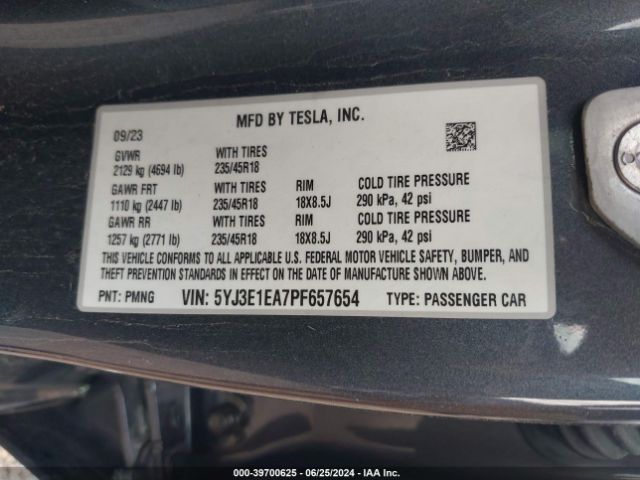 MFD BY TESLA, INC.
09/23
GVWR WITH TIRES
2129 kg (4694 lb) 235/45R18
GAWR FRT WITH TIRES RIM COLD TIRE PRESSURE
1110 kg (2447 lb) 235/45R18 18X8.5J 290 kPa, 42 psi
GAWR RR WITH TIRES RIM COLD TIRE PRESSURE
1257 kg (2771 lb) 235/45R18 18X8.5J 290 kPa, 42 psi
THIS VEHICLE CONFORMS TO ALL APPLICABLE U.S. FEDERAL MOTOR VEHICLE SAFETY, BUMPER, AND
THEFT PREVENTION STANDARDS IN EFFECT ON THE DATE OF MANUFACTURE SHOWN ABOVE.
PNT: PMNG VIN: 5YJ3E1EA7PF657654 TYPE: PASSENGER CAR
000-39700625 - 06/25/2024 - IAA Inc.